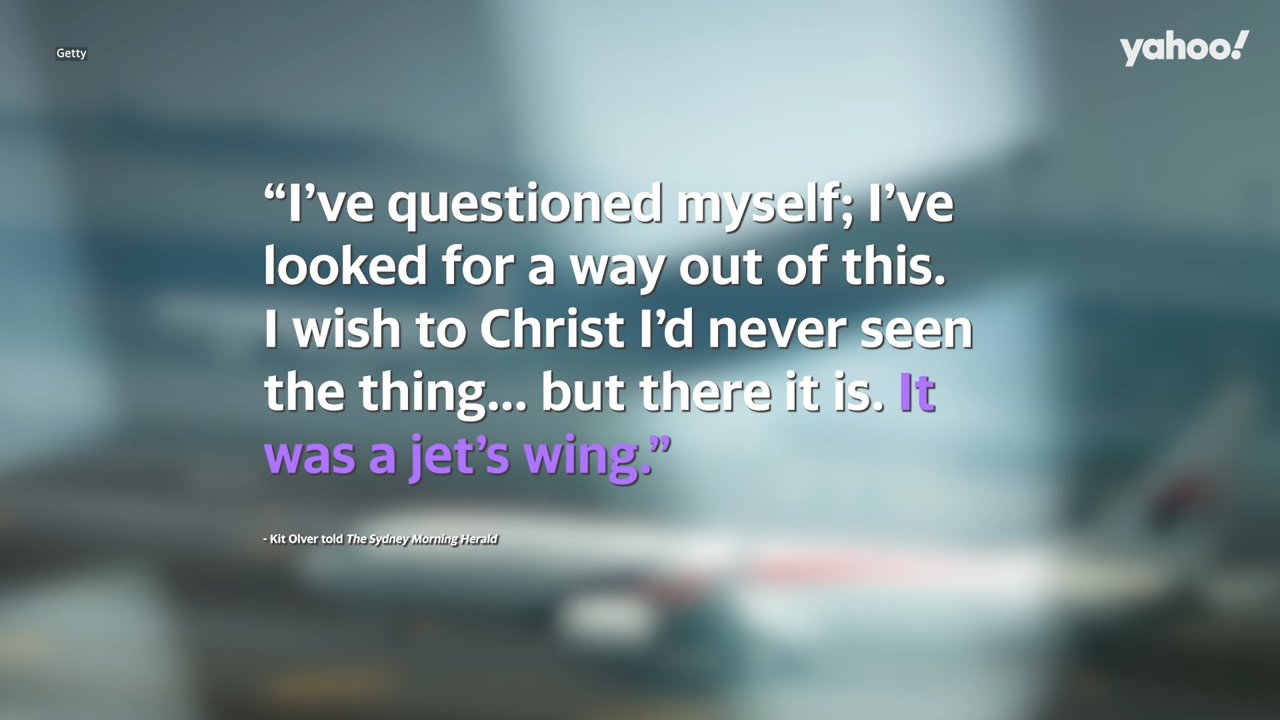 Getty
yahoo!
“I’ve questioned myself; I’ve
looked for a way out of this.
I wish to Christ I’d never seen
the thing... but there it is. It
was a jet’s wing.”
- Kit Olver told The Sydney Morning Herald